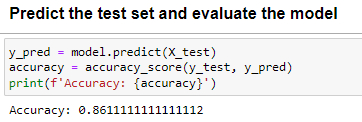 Predict the test set and evaluate the model
y_pred = model.predict(X_test)
accuracy = accuracy_score(y_test, y_pred)
print(f'Accuracy: {accuracy}')
Accuracy: 0.8611111111111112